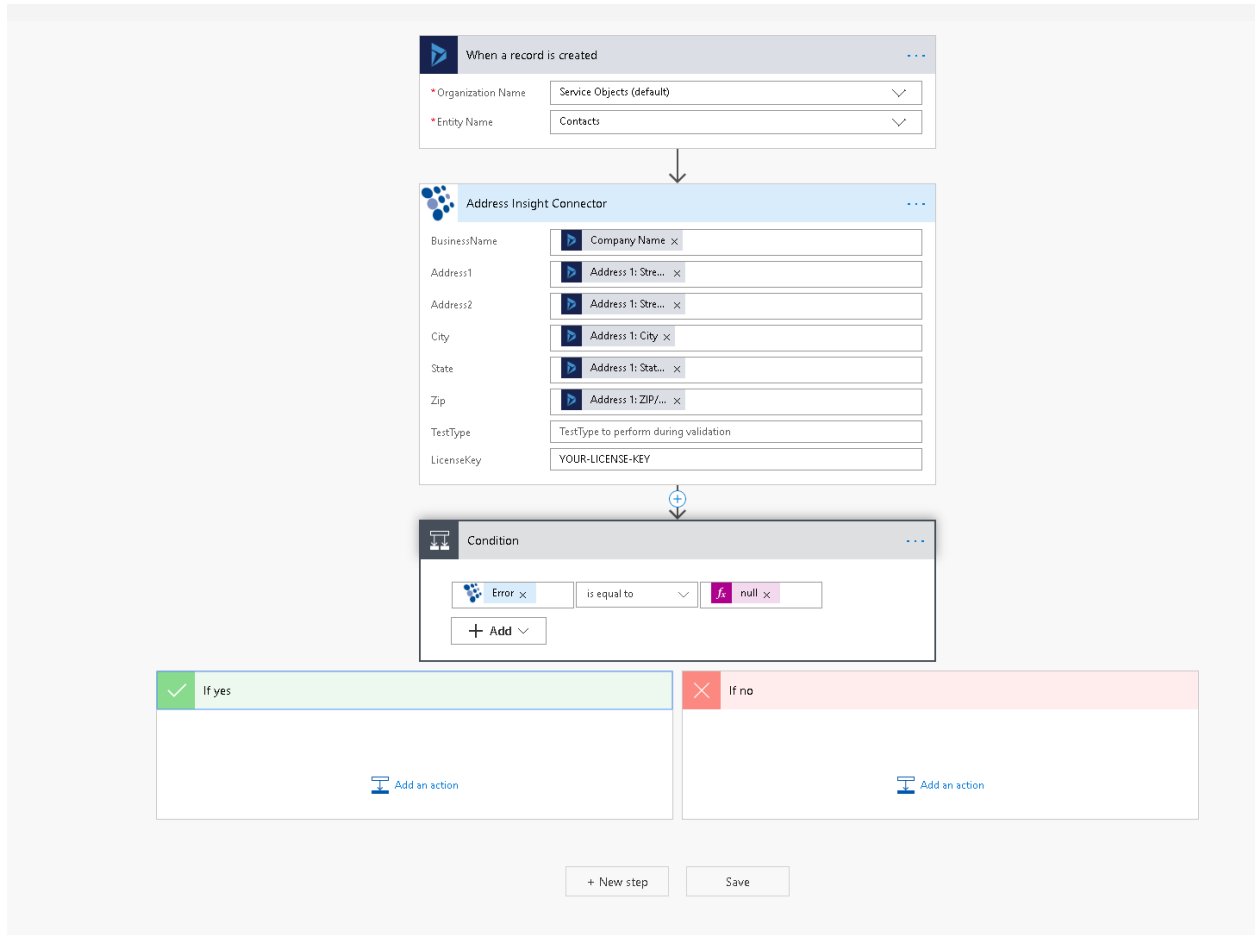 When a record is created
...
* Organization Name Service Objects (default)
* Entity Name Contacts
Address Insight Connector
...
BusinessName Company Name ×
Address1 Address 1: Stre... ×
Address2 Address 1: Stre... ×
City Address 1: City ×
State Address 1: Stat... ×
Zip Address 1: ZIP/... ×
TestType TestType to perform during validation
LicenseKey YOUR-LICENSE-KEY
Condition
...
Error × is equal to fx null ×
+ Add
If yes
If no
Add an action
Add an action
+ New step
Save